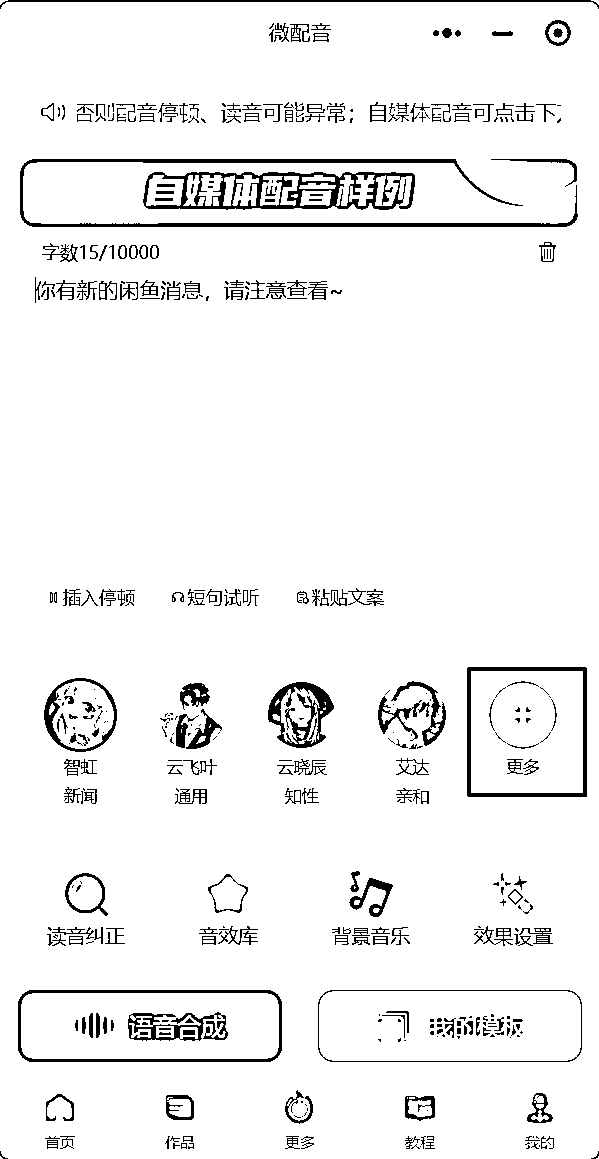 微配音
否则配音停顿、读音可能异常；自媒体配音可点击下方
自媒体配音样例
字数15/10000
你有新的闲鱼消息，请注意查看~
插入停顿 短句试听 粘贴文案
智虹 云飞叶 云晓辰 艾达 更多
新闻 通用 知性 亲和
读音纠正 音效库 背景音乐 效果设置
语音合成 我的模板
首页 作品 更多 教程 我的